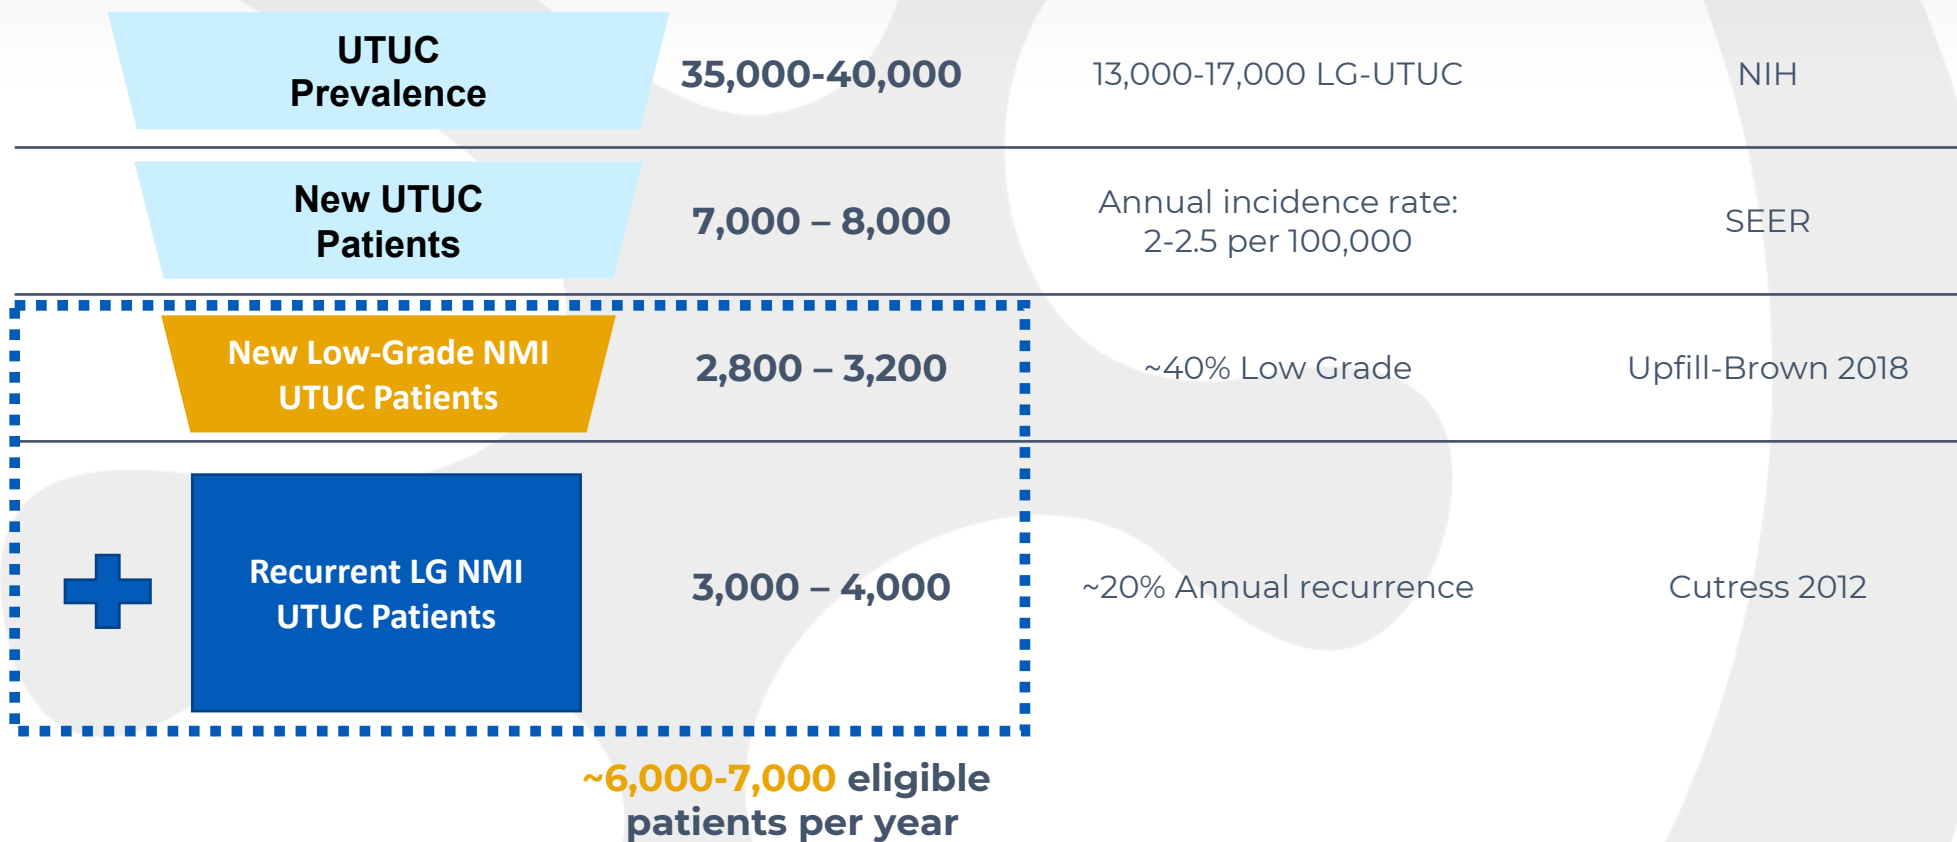 UTUC
Prevalence
35,000-40,000
13,000-17,000 LG-UTUC
NIH
New UTUC
Patients
7,000 – 8,000
Annual incidence rate:
2-2.5 per 100,000
SEER
New Low-Grade NMI
UTUC Patients
2,800 – 3,200
~40% Low Grade
Upfill-Brown 2018
Recurrent LG NMI
UTUC Patients
3,000 – 4,000
~20% Annual recurrence
Cutress 2012
~6,000-7,000 eligible
patients per year